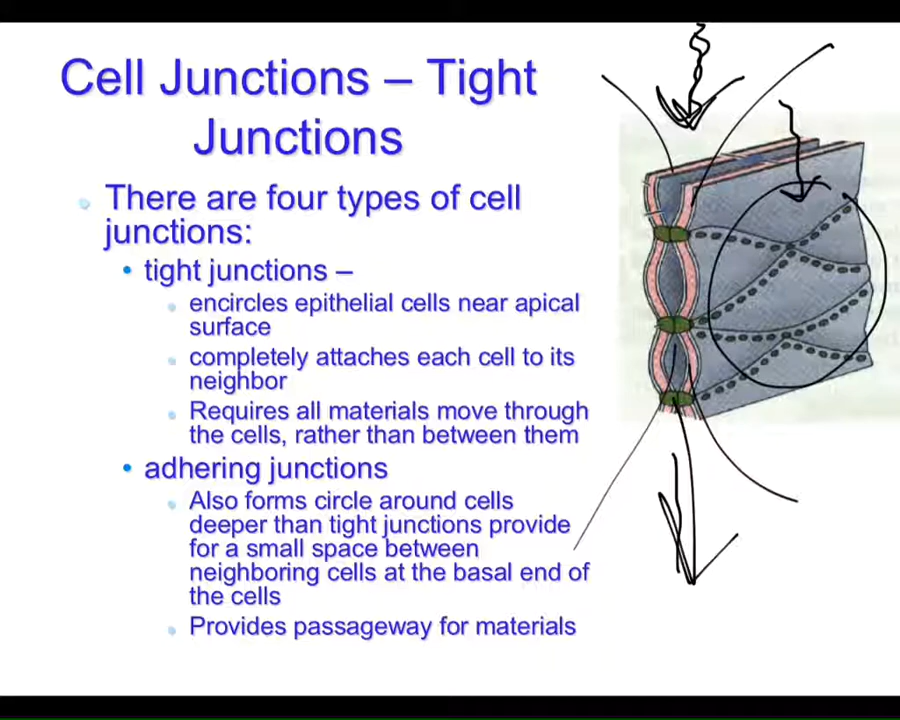 Cell Junctions – Tight
Junctions
There are four types of cell
junctions:
tight junctions –
encircles epithelial cells near apical
surface
completely attaches each cell to its
neighbor
Requires all materials move through
the cells, rather than between them
adhering junctions
Also forms circle around cells
deeper than tight junctions provide
for a small space between
neighboring cells at the basal end of
the cells
Provides passageway for materials